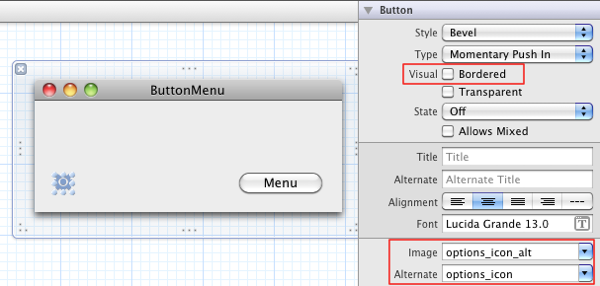 Button
Style Bevel
Type Momentary Push In
Visual Bordered
Transparent
State Off
Allows Mixed
Title Title
Alternate Alternate Title
Alignment
Font Lucida Grande 13.0 T
Image options_icon_alt
Alternate options_icon
ButtonMenu
Menu